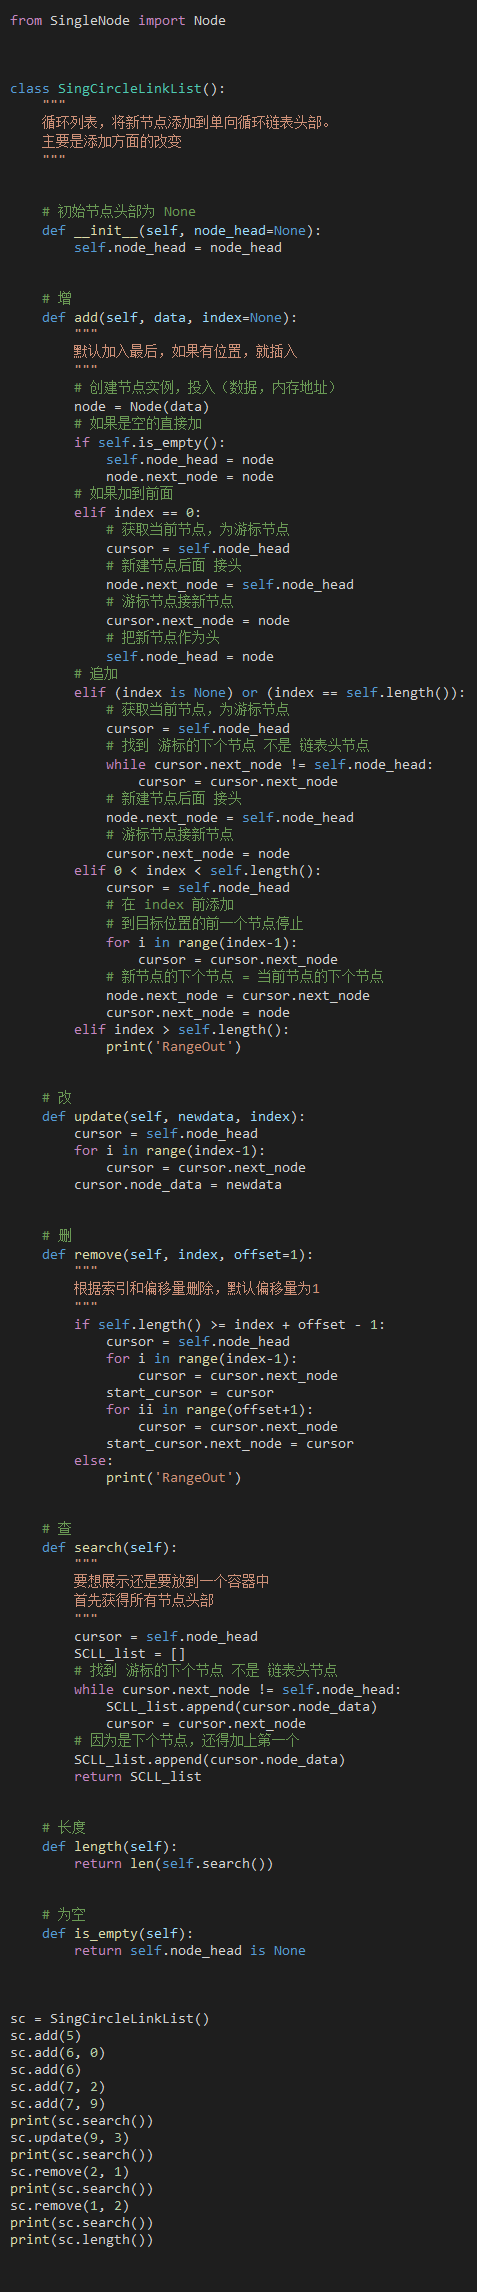 from SingleNode import Node
class SingCircleLinkList():
    """
    循环列表，将新节点添加到单向循环链表头部。
    主要是添加方面的改变
    """
    # 初始节点头部为 None
    def __init__(self, node_head=None):
        self.node_head = node_head
    # 增
    def add(self, data, index=None):
        """
        默认加入最后，如果有位置，就插入
        """
        # 创建节点实例，投入（数据，内存地址）
        node = Node(data)
        # 如果是空的直接加
        if self.is_empty():
            self.node_head = node
            node.next_node = node
        # 如果加到前面
        elif index == 0:
            # 获取当前节点，为游标节点
            cursor = self.node_head
            # 新建节点后面 接头
            node.next_node = self.node_head
            # 游标节点接新节点
            cursor.next_node = node
            # 把新节点作为头
            self.node_head = node
        # 追加
        elif (index is None) or (index == self.length()):
            # 获取当前节点，为游标节点
            cursor = self.node_head
            # 找到 游标的下个节点 不是 链表头节点
            while cursor.next_node != self.node_head:
                cursor = cursor.next_node
            # 新建节点后面 接头
            node.next_node = self.node_head
            # 游标节点接新节点
            cursor.next_node = node
        elif 0 < index < self.length():
            cursor = self.node_head
            # 在 index 前添加
            # 到目标位置的前一个节点停止
            for i in range(index-1):
                cursor = cursor.next_node
            # 新节点的下个节点 = 当前节点的下个节点
            node.next_node = cursor.next_node
            cursor.next_node = node
        elif index > self.length():
            print('RangeOut')
    # 改
    def update(self, newdata, index):
        cursor = self.node_head
        for i in range(index-1):
            cursor = cursor.next_node
        cursor.node_data = newdata
    # 删
    def remove(self, index, offset=1):
        """
        根据索引和偏移量删除，默认偏移量为1
        """
        if self.length() >= index + offset - 1:
            cursor = self.node_head
            for i in range(index-1):
                cursor = cursor.next_node
            start_cursor = cursor
            for ii in range(offset+1):
                cursor = cursor.next_node
            start_cursor.next_node = cursor
        else:
            print('RangeOut')
    # 查
    def search(self):
        """
        要想展示还是要放到一个容器中
        首先获得所有节点头部
        """
        cursor = self.node_head
        SCLL_list = []
        # 找到 游标的下个节点 不是 链表头节点
        while cursor.next_node != self.node_head:
            SCLL_list.append(cursor.node_data)
            cursor = cursor.next_node
        # 因为是下个节点，还得加上第一个
        SCLL_list.append(cursor.node_data)
        return SCLL_list
    # 长度
    def length(self):
        return len(self.search())
    # 为空
    def is_empty(self):
        return self.node_head is None
sc = SingCircleLinkList()
sc.add(5)
sc.add(6, 0)
sc.add(6)
sc.add(7, 2)
sc.add(7, 9)
print(sc.search())
sc.update(9, 3)
print(sc.search())
sc.remove(2, 1)
print(sc.search())
sc.remove(1, 2)
print(sc.search())
print(sc.length())